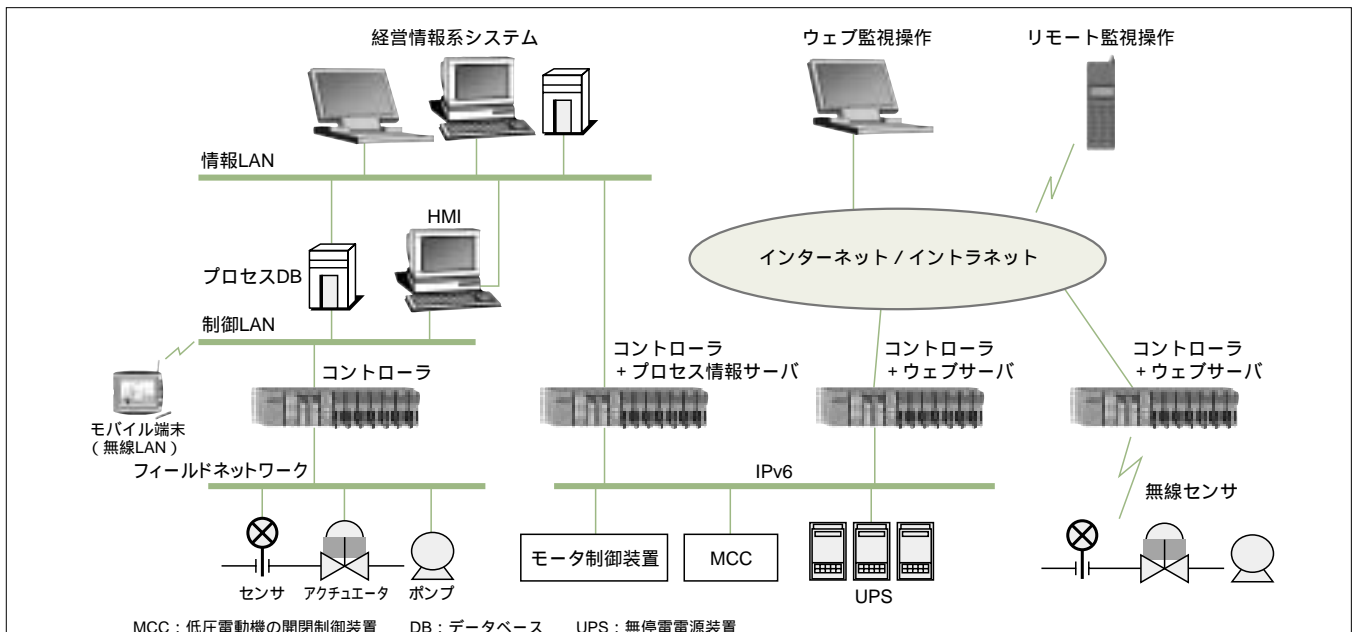 経営情報系システム
ウェブ監視操作
リモート監視操作
情報LAN
HMI
プロセスDB
インターネット / イントラネット
制御LAN
コントローラ
コントローラ
+プロセス情報サーバ
コントローラ
+ウェブサーバ
コントローラ
+ウェブサーバ
モバイル端末
(無線LAN)
フィールドネットワーク
IPv6
無線センサ
モータ制御装置
MCC
センサ
アクチュエータ
ポンプ
UPS
MCC:低圧電動機の開閉制御装置 DB:データベース UPS:無停電電源装置